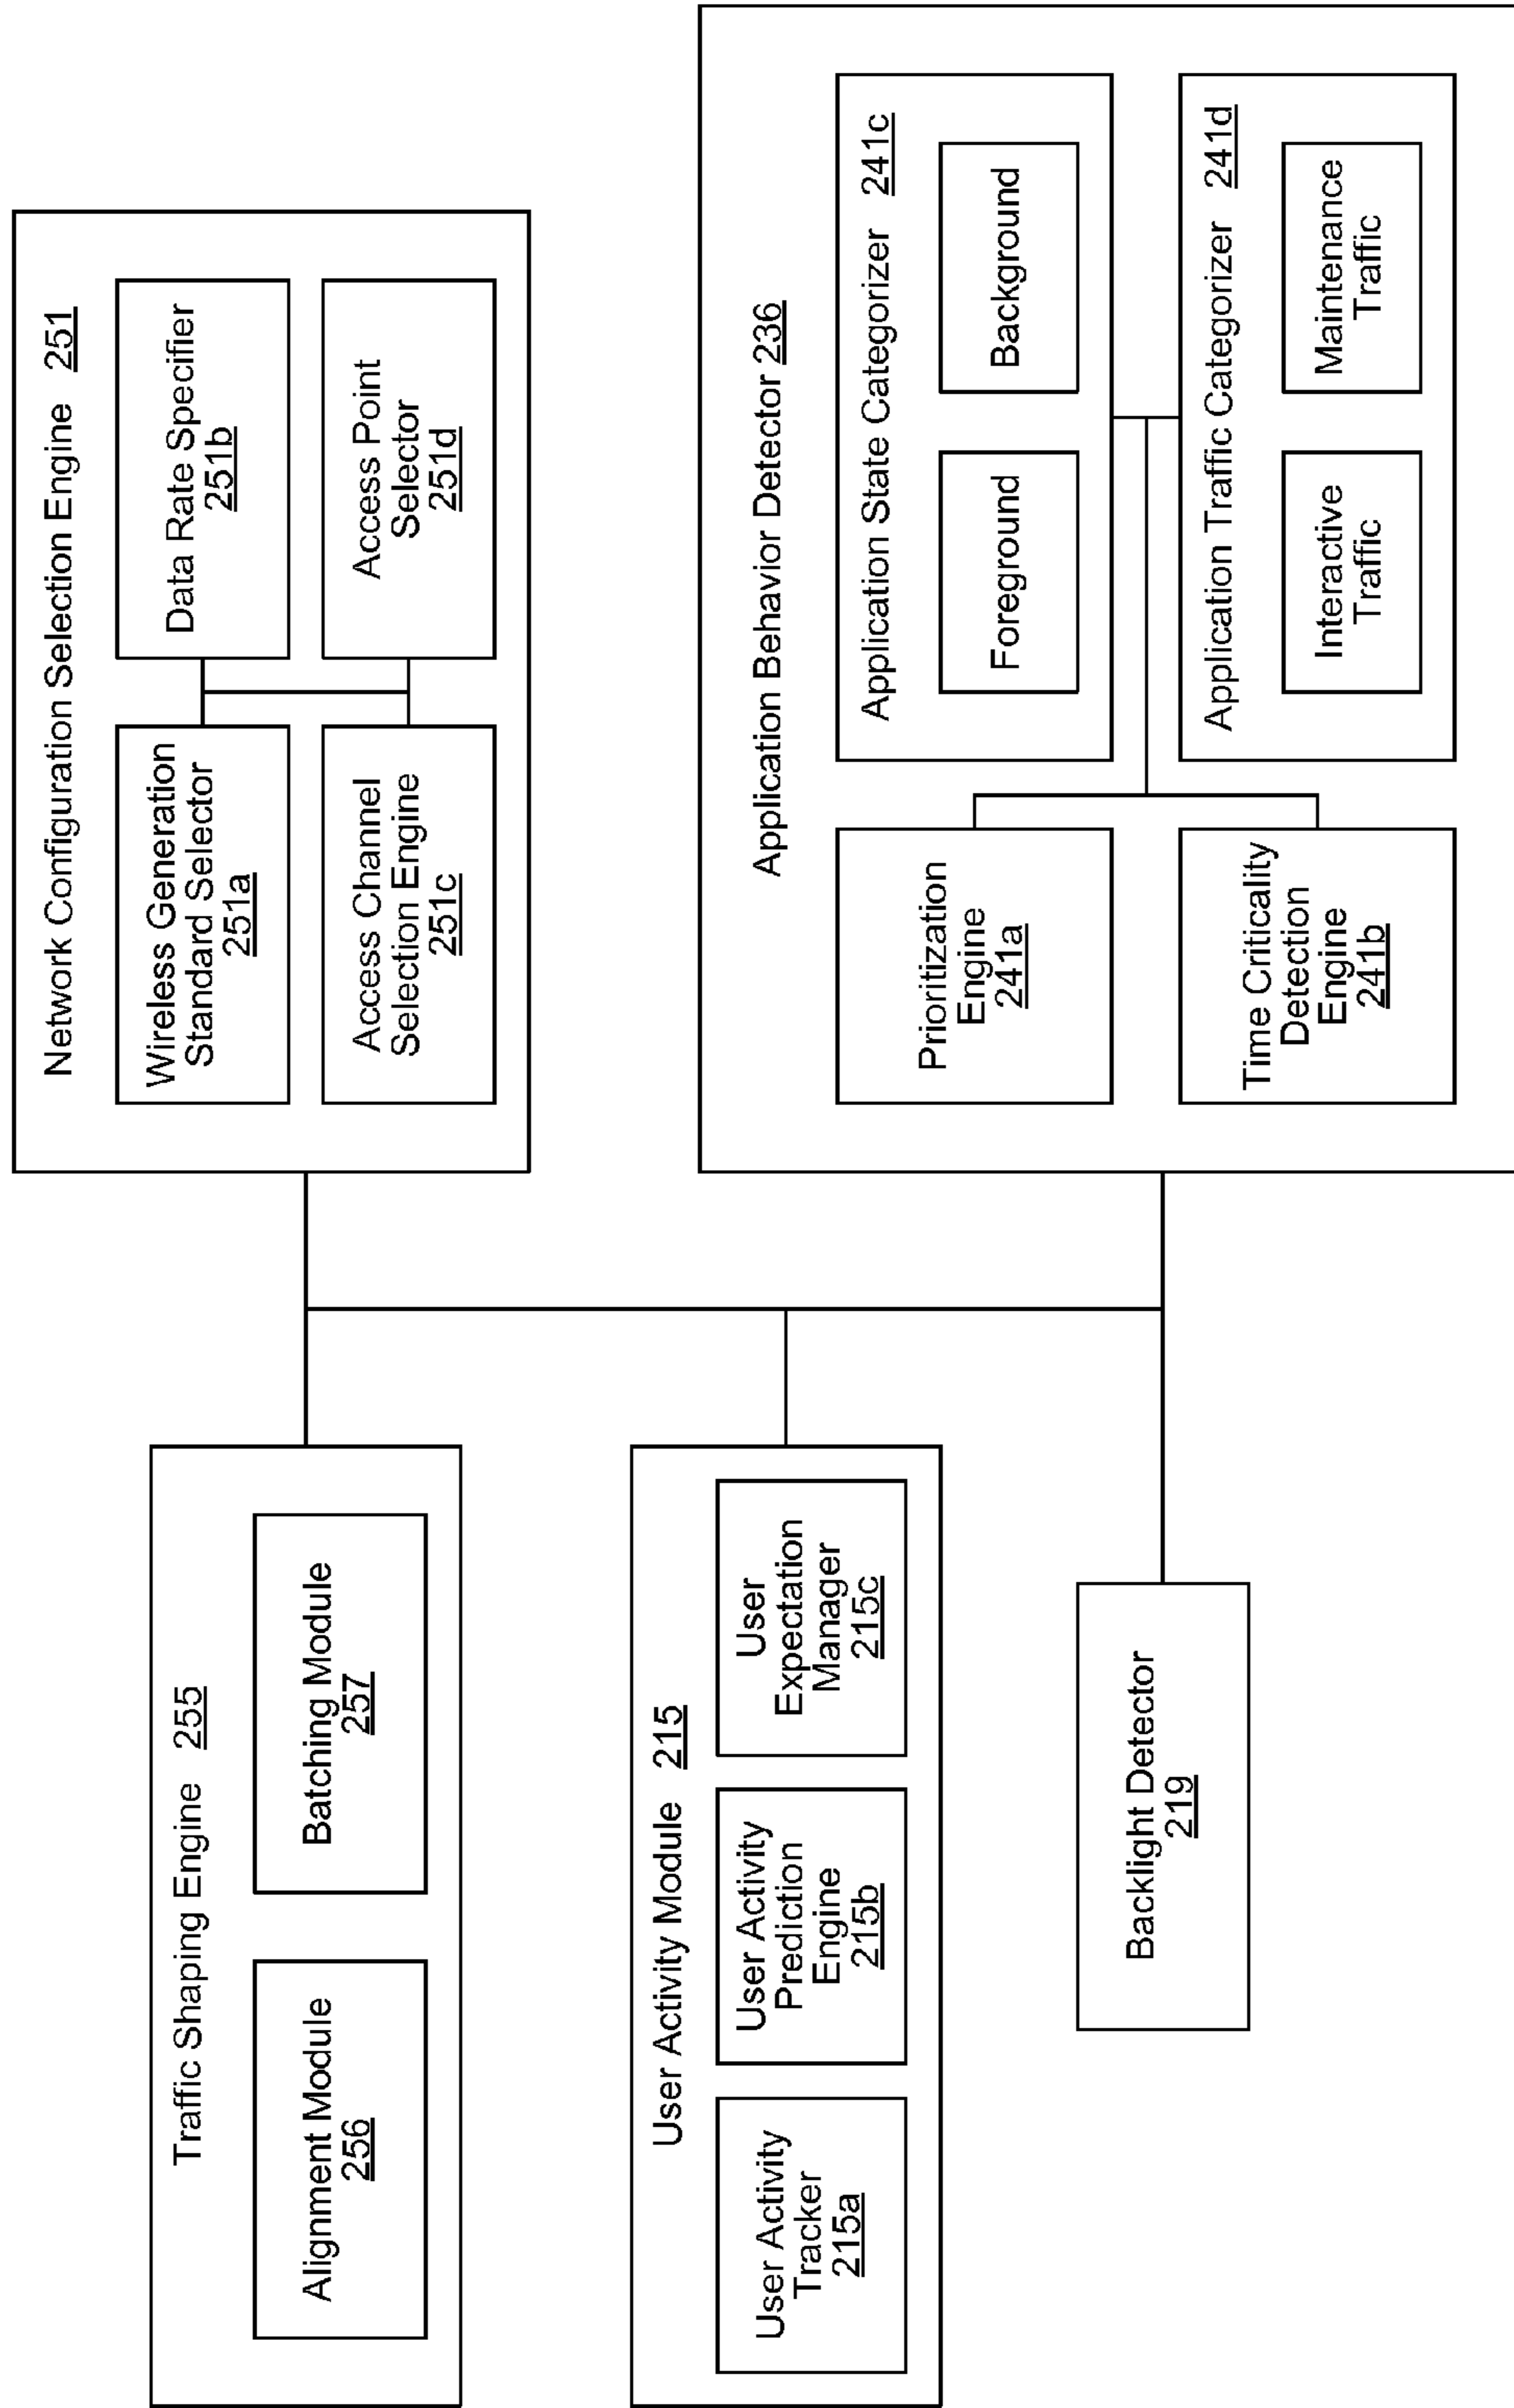 Traffic Shaping Engine 255
Alignment Module
256
Batching Module
257
User Activity Module 215
User Activity
Tracker
215a
User Activity
Prediction
Engine
215b
User
Expectation
Manager
215c
Backlight Detector
219
Network Configuration Selection Engine 251
Wireless Generation
Standard Selector
251a
Data Rate Specifier
251b
Access Channel
Selection Engine
251c
Access Point
Selector
251d
Application Behavior Detector 236
Prioritization
Engine
241a
Time Criticality
Detection
Engine
241b
Application State Categorizer 241c
Foreground
Background
Application Traffic Categorizer 241d
Interactive
Traffic
Maintenance
Traffic